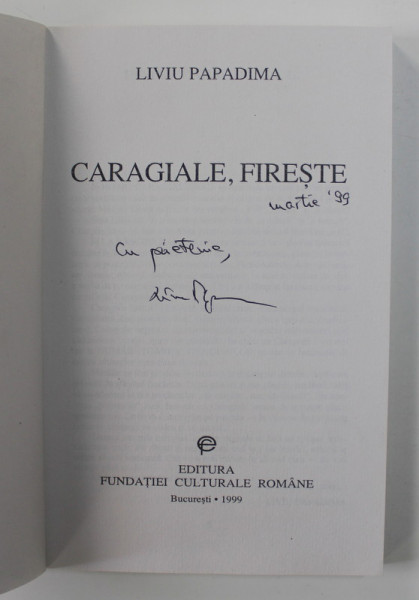 LIVIU PAPADIMA
CARAGIALE, FIREȘTE
martie '99
Cu prietenie,
EDITURA
FUNDAȚIEI CULTURALE ROMÂNE
București • 1999